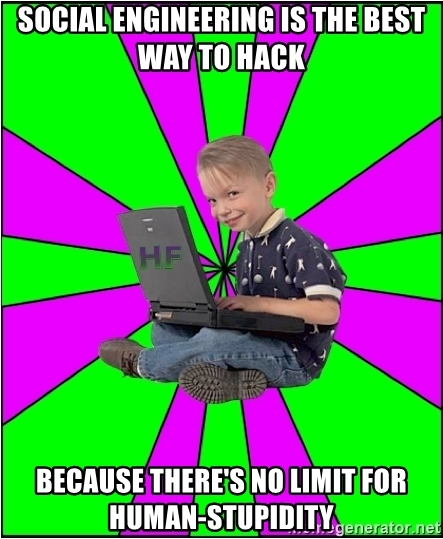 SOCIAL ENGINEERING IS THE BEST
WAY TO HACK
HF
BECAUSE THERE'S NO LIMIT FOR
HUMAN-STUPIDITY